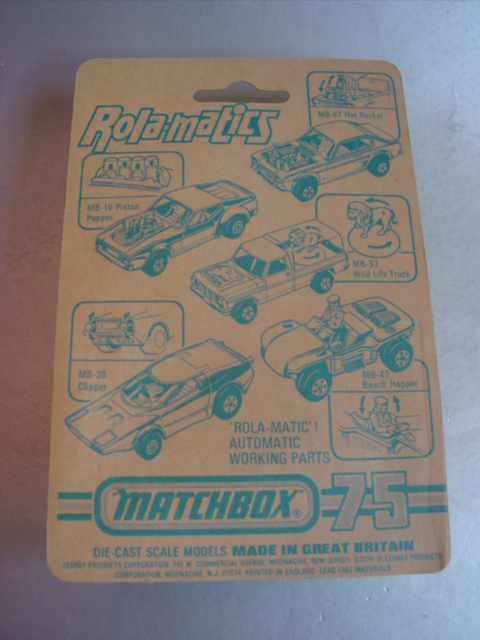 Rola-matics
MB-67 Hot Rocker
MB-10 Piston
Popper
MB-57
Wild Life Truck
MB-39
Clipper
MB-47
Beach Hopper
'ROLA-MATIC'!
AUTOMATIC
WORKING PARTS
MATCHBOX® 75
DIE-CAST SCALE MODELS MADE IN GREAT BRITAIN
LESNEY PRODUCTS CORPORATION, 141 W. COMMERCIAL AVENUE, MOONACHIE, NEW JERSEY, 07074 © LESNEY PRODUCTS
CORPORATION, MOONACHIE, N.J. 07074 PRINTED IN ENGLAND LEAD FREE MATERIALS